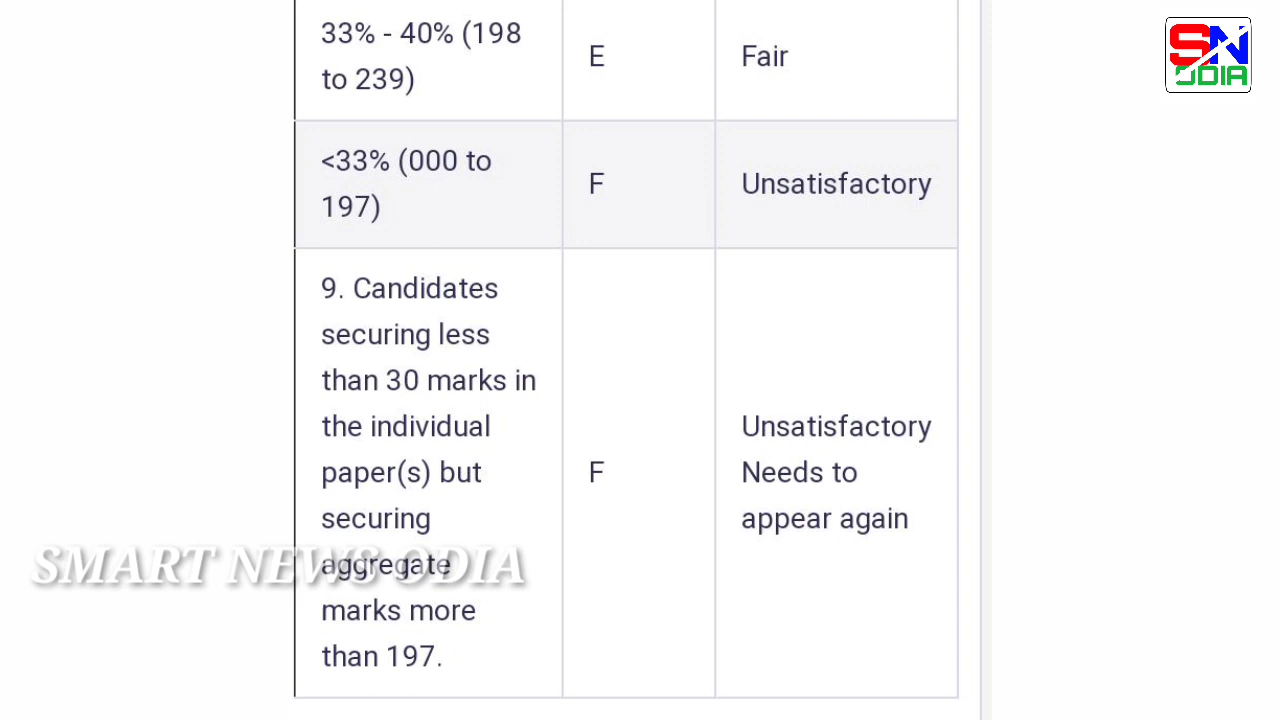 33% - 40% (198
to 239)
E
Fair
<33% (000 to
197)
F
Unsatisfactory
9. Candidates
securing less
than 30 marks in
the individual
paper(s) but
securing
aggregate
marks more
than 197.
F
Unsatisfactory
Needs to
appear again
SMART NEWS ODIA
SN
ODIA